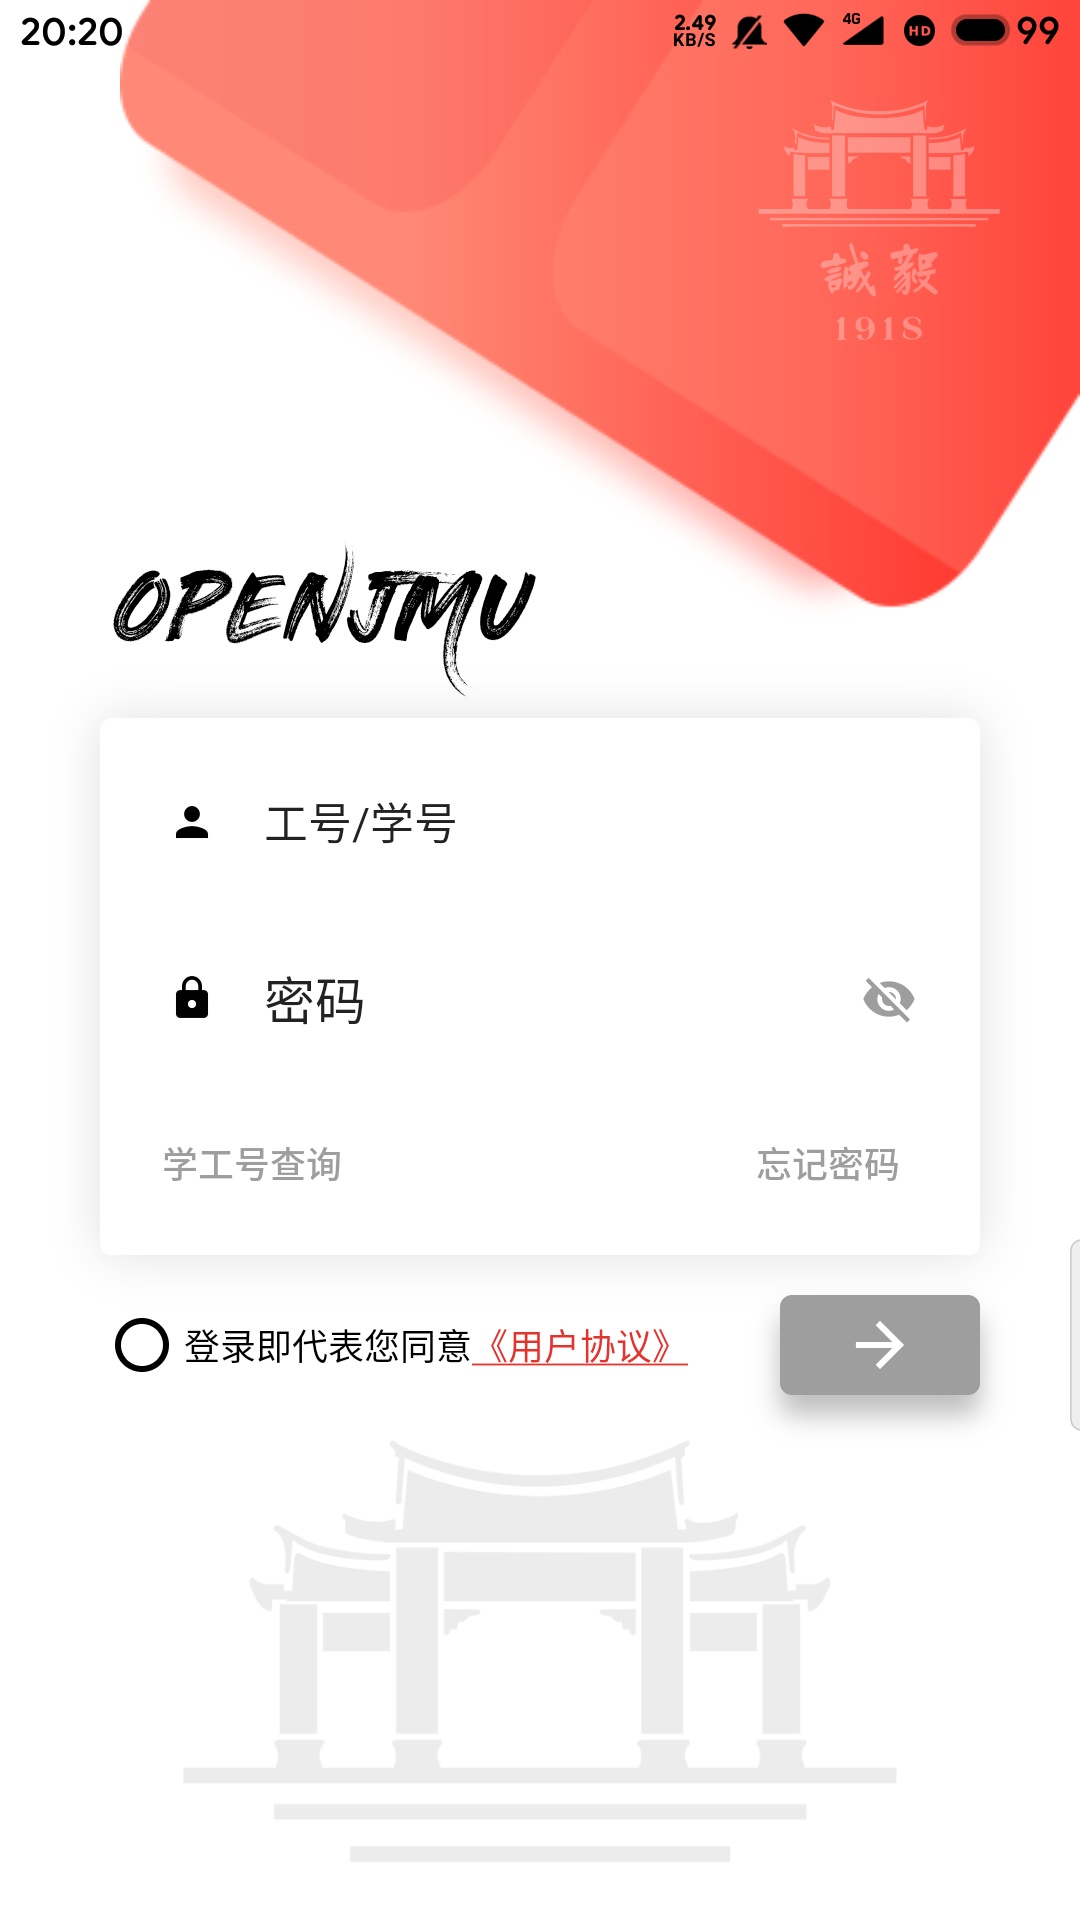 20:20
2.49
KB/S
4G
HD
99
誠毅
1918
OPENJMU
工号/学号
密码
学工号查询
忘记密码
登录即代表您同意《用户协议》